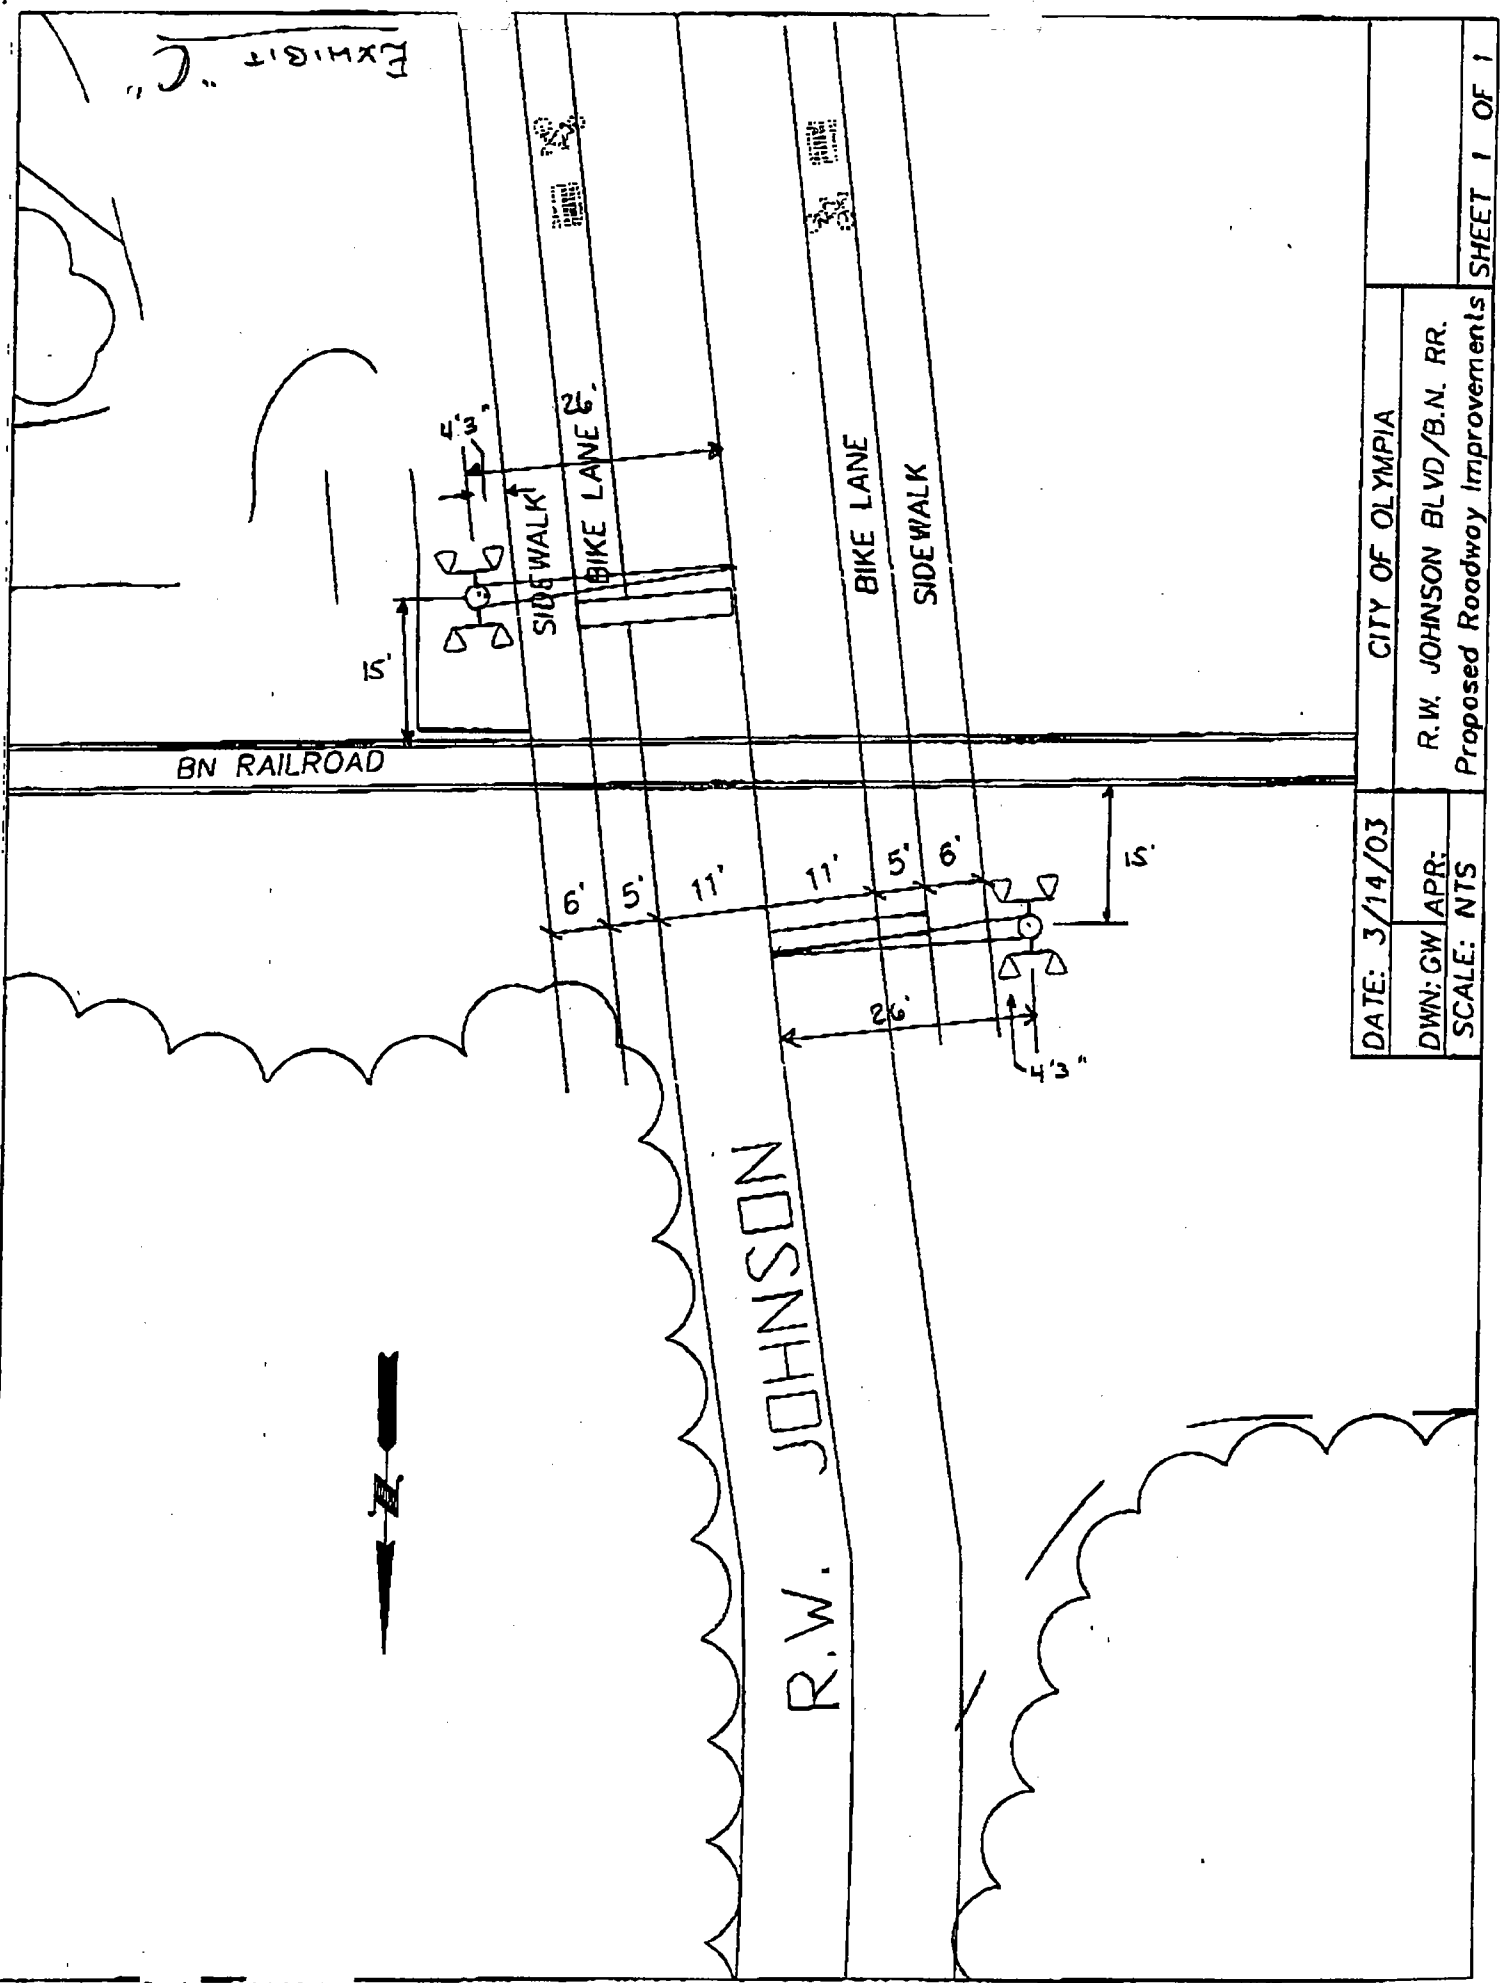 EXHIBIT "C"
4'3"
26'
SIDEWALK
BIKE LANE
BIKE LANE
SIDEWALK
15'
BN RAILROAD
6'
5'
11'
11'
5'
6'
15'
26'
4'3"
N
R.W. JOHNSON
DATE: 3/14/03
CITY OF OLYMPIA
DWN: GW APR:
R.W. JOHNSON BLVD/B.N. RR.
SCALE: NTS
Proposed Roadway Improvements
SHEET 1 OF 1